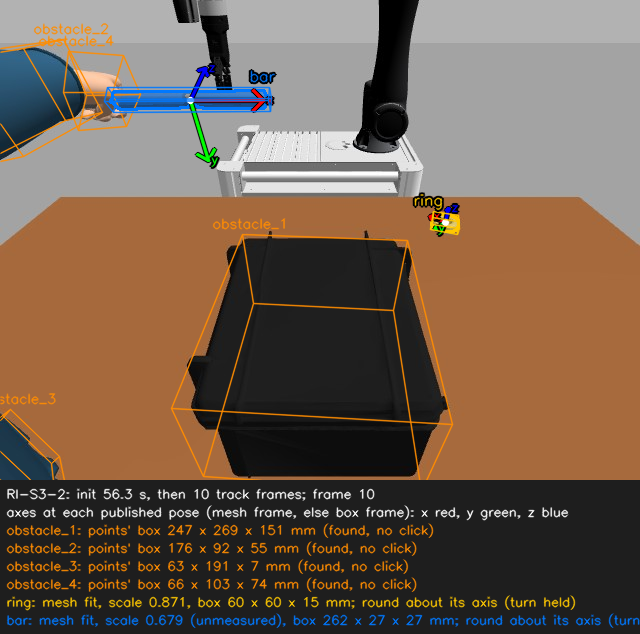 obstacle_2
obstacle_4
bar
x
y
ring
obstacle_1
stacle_3
RI-S3-2: init 56.3 s, then 10 track frames; frame 10
axes at each published pose (mesh frame, else box frame): x red, y green, z blue
obstacle_1: points' box 247 x 269 x 151 mm (found, no click)
obstacle_2: points' box 176 x 92 x 55 mm (found, no click)
obstacle_3: points' box 63 x 191 x 7 mm (found, no click)
obstacle_4: points' box 66 x 103 x 74 mm (found, no click)
ring: mesh fit, scale 0.871, box 60 x 60 x 15 mm; round about its axis (turn held)
bar: mesh fit, scale 0.679 (unmeasured), box 262 x 27 x 27 mm; round about its axis (turn